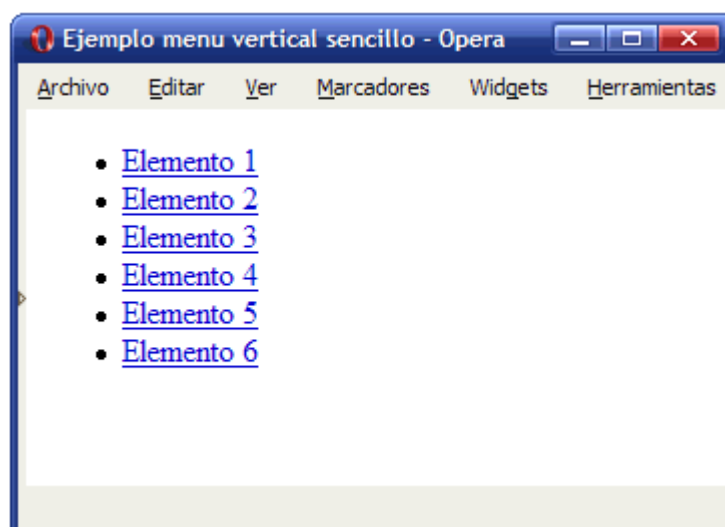 Ejemplo menu vertical sencillo - Opera
Archivo Editar Ver Marcadores Widgets Herramientas
Elemento 1
Elemento 2
Elemento 3
Elemento 4
Elemento 5
Elemento 6